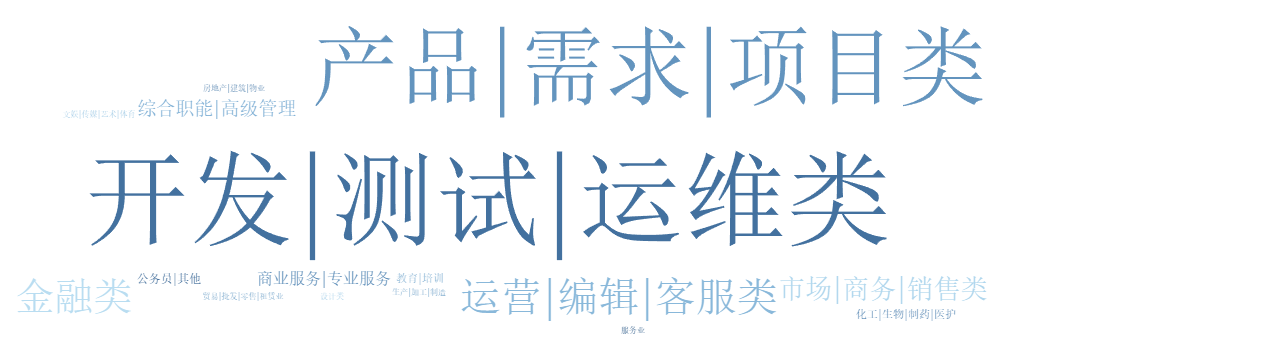 产品|需求|项目类
房地产|建筑|物业
文娱|传媒|艺术|体育
综合职能|高级管理
开发|测试|运维类
金融类
公务员|其他
贸易|批发|零售|租赁业
商业服务|专业服务
设计类
教育|培训
生产|加工|制造
运营|编辑|客服类
市场|商务|销售类
化工|生物|制药|医护
服务业